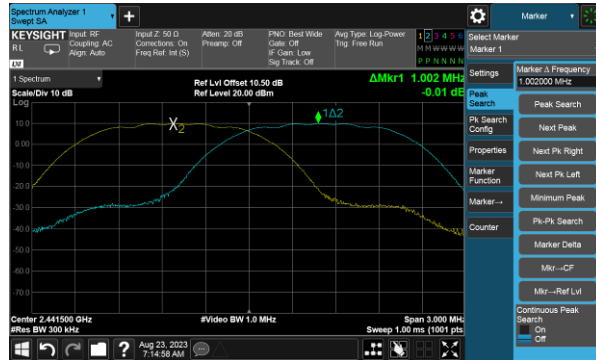 Spectrum Analyzer 1
Swept SA
KEYSIGHT
RL
Input: RF
Coupling: AC
Align: Auto
Input Z: 50 Ω
Corrections: On
Freq Ref: Int (S)
Atten: 20 dB
Preamp: Off
PNO: Best Wide
Gate: Off
IF Gain: Low
Sig Track: Off
Avg Type: Log-Power
Trig: Free Run
1 2 3 4 5 6
M M W W W W
P P N N N N
1 Spectrum
Scale/Div 10 dB
Ref Lvl Offset 10.50 dB
Ref Level 20.00 dBm
ΔMkr1 1.002 MHz
-0.01 dB
Log
10.0
0.00
-10.0
-20.0
-30.0
-40.0
-50.0
-60.0
-70.0
X2
1Δ2
Center 2.441500 GHz
#Res BW 300 kHz
#Video BW 1.0 MHz
Span 3.000 MHz
Sweep 1.00 ms (1001 pts
Aug 23, 2023
7:14:58 AM
Marker
Select Marker
Marker 1
Settings
Peak
Search
Pk Search
Config
Properties
Marker
Function
Marker→
Counter
Marker Δ Frequency
1.002000 MHz
Peak Search
Next Peak
Next Pk Right
Next Pk Left
Minimum Peak
Pk-Pk Search
Marker Delta
Mkr→CF
Mkr→Ref Lvl
Continuous Peak
Search
On
Off